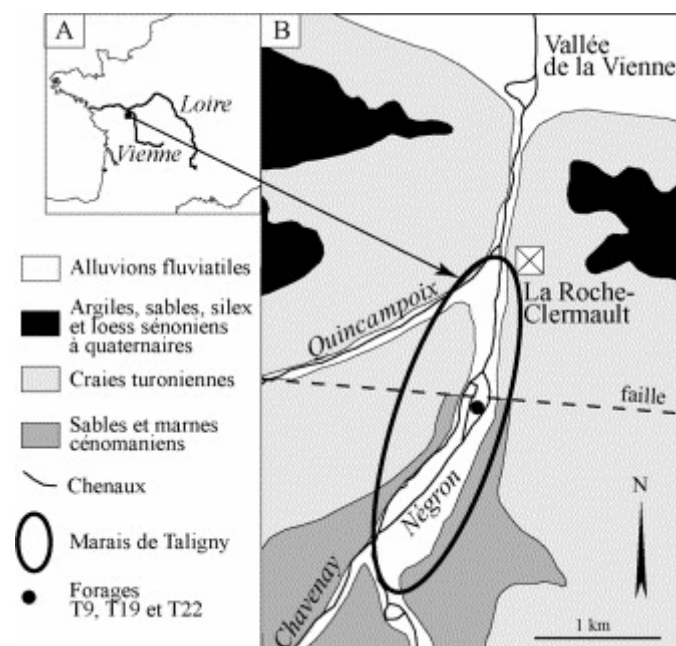 A
Loire
Vienne
Alluvions fluviatiles
Argiles, sables, silex
et loess sénoniens
à quaternaires
Craies turoniennes
Sables et marnes
cénomaniens
Chenaux
Marais de Taligny
Forages
T9, T19 et T22
B
Vallée
de la Vienne
La Roche-
Clermault
Quincampoix
faille
Négron
N
Chavenay
1 km